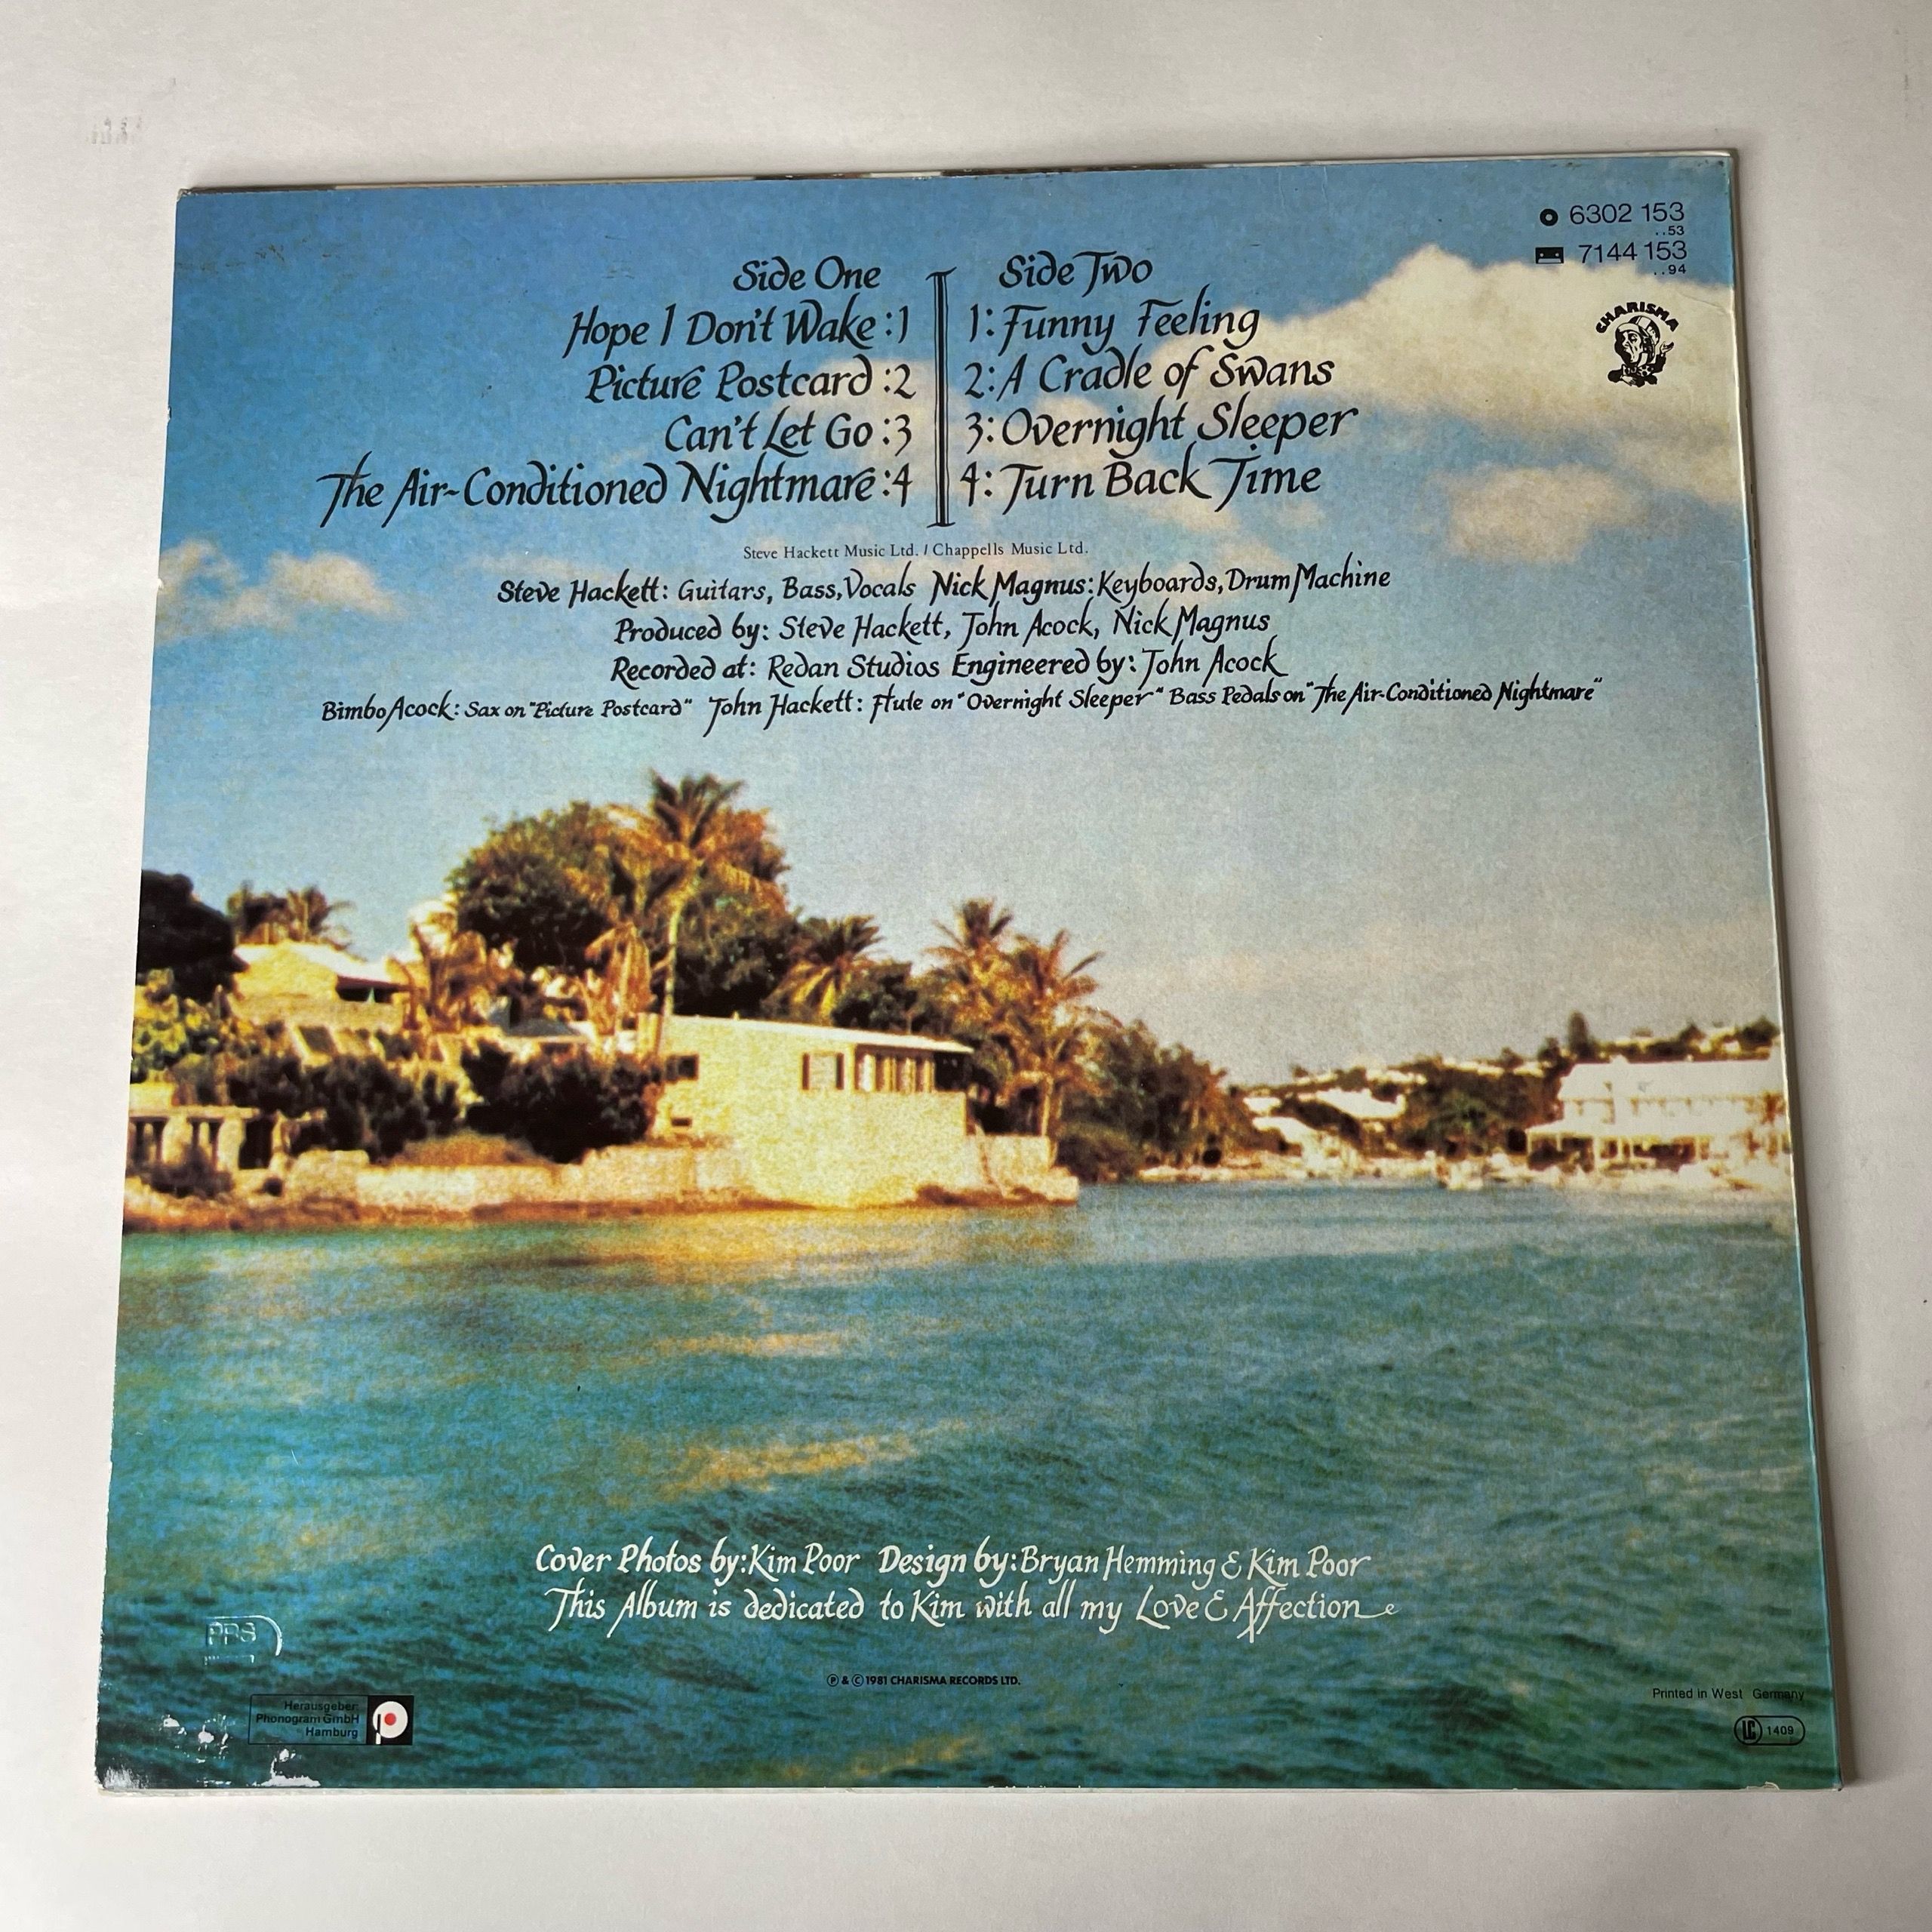 6302 153
..53
7144 153
..94
CHARISMA
Side One
Hope I Don't Wake :1
Picture Postcard :2
Can't Let Go :3
The Air-Conditioned Nightmare :4
Side Two
1: Funny Feeling
2: A Cradle of Swans
3: Overnight Sleeper
4: Turn Back Time
Steve Hackett Music Ltd. / Chappells Music Ltd.
Steve Hackett: Guitars, Bass, Vocals Nick Magnus: Keyboards, Drum Machine
Produced by: Steve Hackett, John Acock, Nick Magnus
Recorded at: Redan Studios Engineered by: John Acock
Bimbo Acock: Sax on "Picture Postcard" John Hackett: Flute on "Overnight Sleeper" Bass Pedals on "The Air-Conditioned Nightmare"
Cover Photos by: Kim Poor Design by: Bryan Hemming & Kim Poor
This Album is dedicated to Kim with all my Love & Affection
PRS
℗ & © 1981 CHARISMA RECORDS LTD.
Herausgeber:
Phonogram GmbH
Hamburg
Printed in West Germany
LC 1409